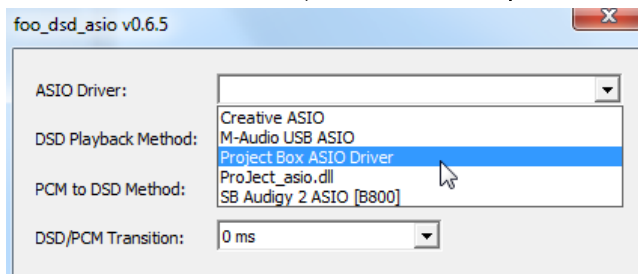 foo_dsd_asio v0.6.5
ASIO Driver:
Creative ASIO
M-Audio USB ASIO
DSD Playback Method:
Project Box ASIO Driver
ProJect_asio.dll
PCM to DSD Method:
SB Audigy 2 ASIO [B800]
DSD/PCM Transition:
0 ms